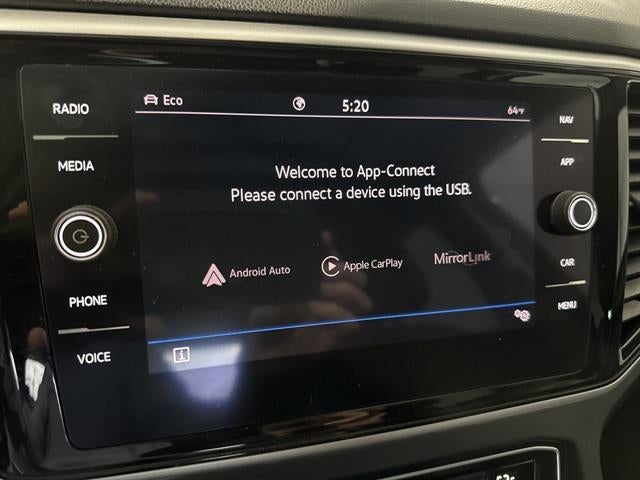 RADIO
MEDIA
PHONE
VOICE
Eco
5:20
64°F
Welcome to App-Connect
Please connect a device using the USB.
Android Auto
Apple CarPlay
MirrorLink
i
NAV
APP
CAR
MENU